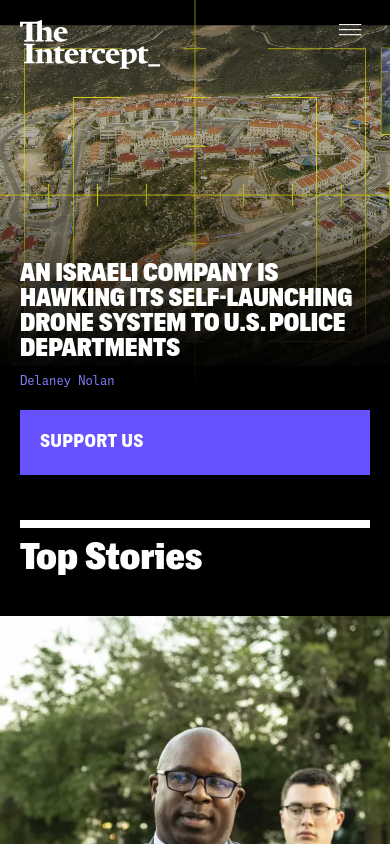 The
Intercept_
AN ISRAELI COMPANY IS
HAWKING ITS SELF-LAUNCHING
DRONE SYSTEM TO U.S. POLICE
DEPARTMENTS
Delaney Nolan
SUPPORT US
Top Stories